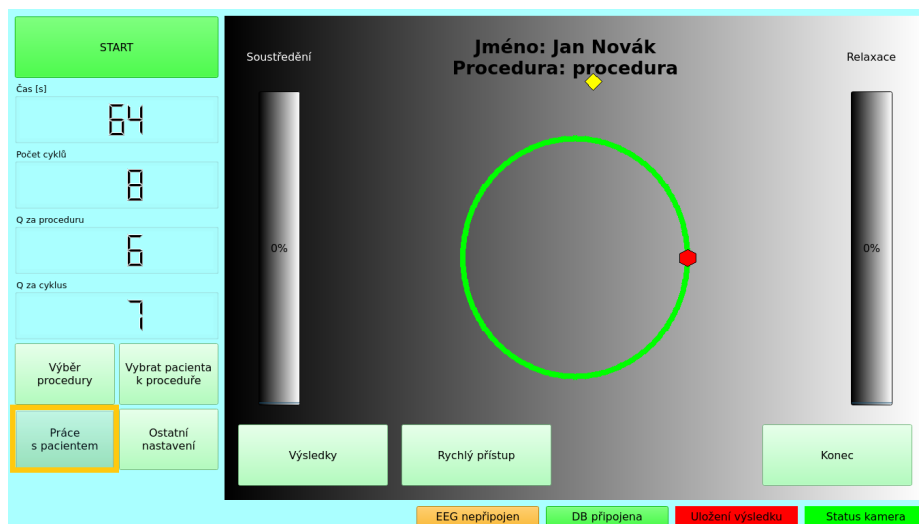 START
Čas [s]
64
Počet cyklů
8
Q za proceduru
6
Q za cyklus
7
Výběr
procedury
Vybrat pacienta
k proceduře
Práce
s pacientem
Ostatní
nastavení
Soustředění
Jméno: Jan Novák
Procedura: procedura
Relaxace
0%
0%
Výsledky
Rychlý přístup
Konec
EEG nepřipojen
DB připojena
Uložení výsledku
Status kamera